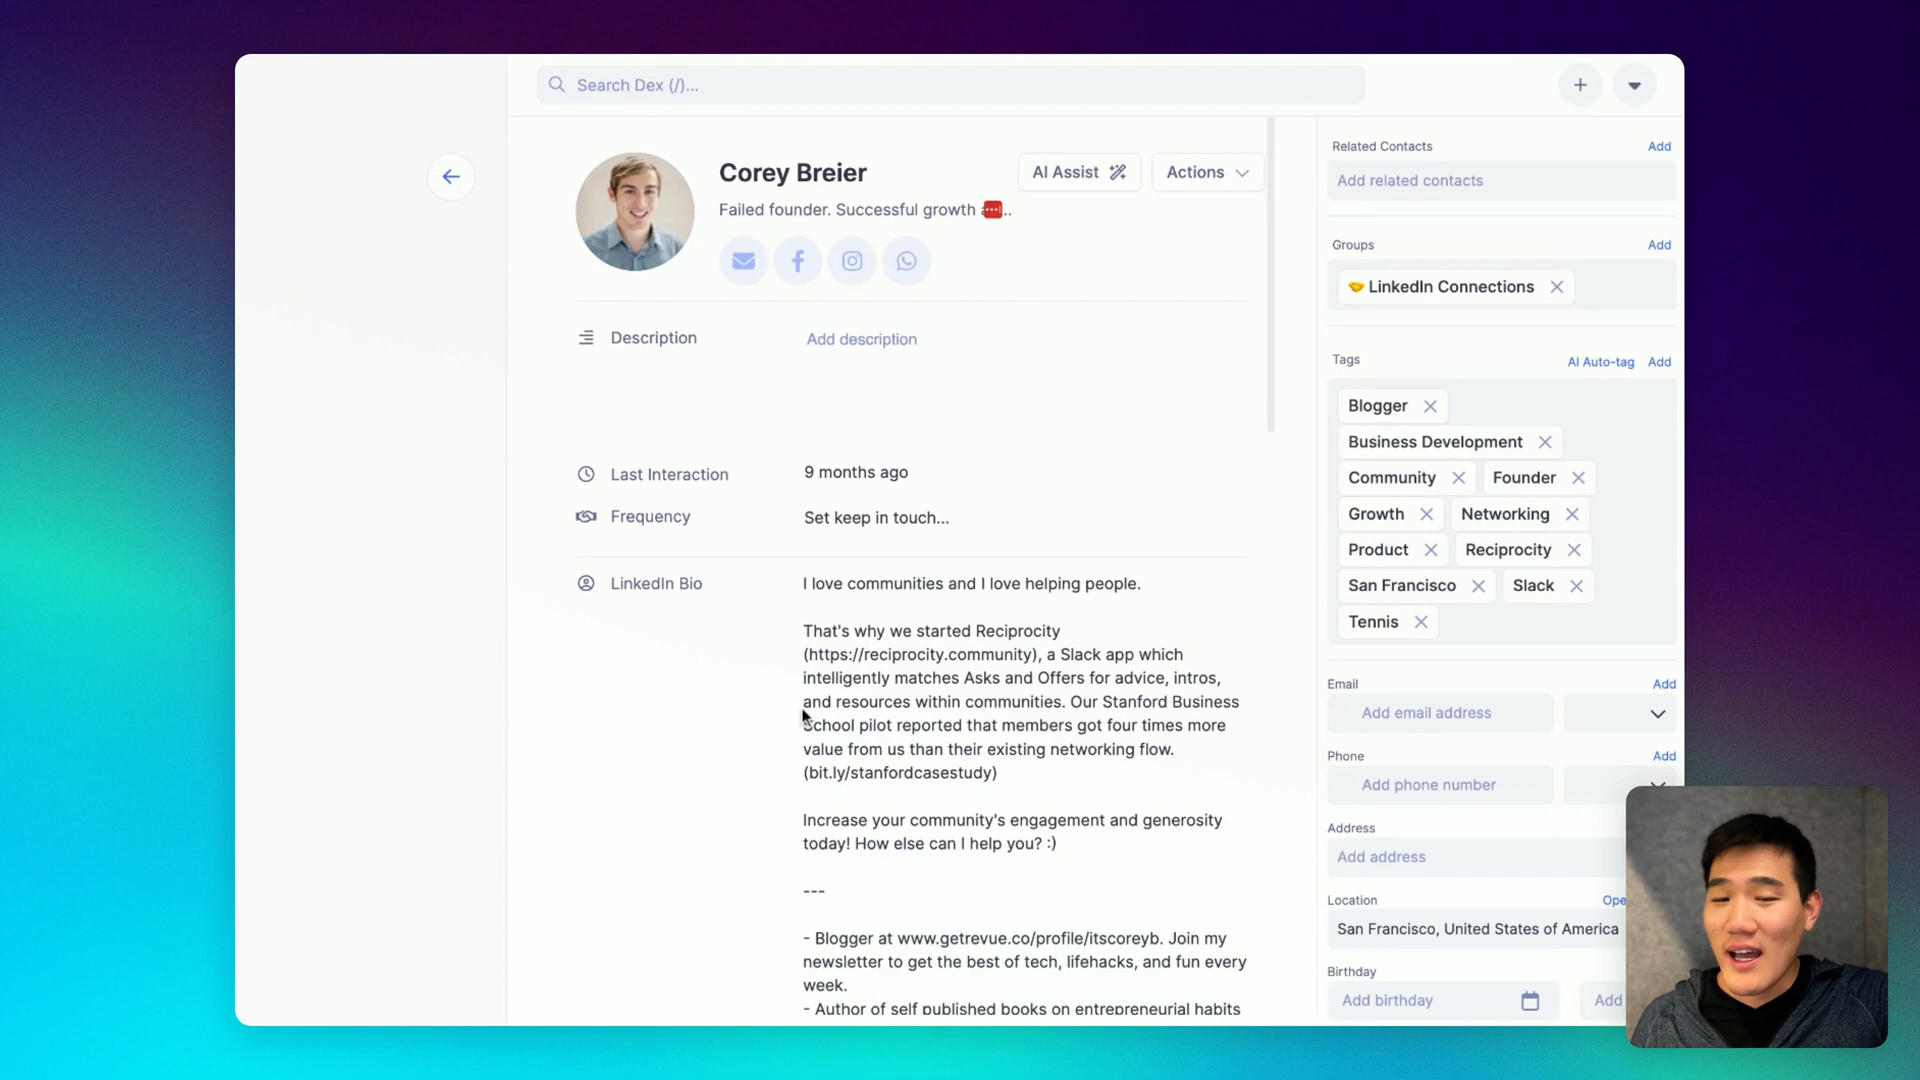 Search Dex (/)...
Corey Breier
AI Assist
Actions
Failed founder. Successful growth
Description
Add description
Last Interaction
9 months ago
Frequency
Set keep in touch...
LinkedIn Bio
I love communities and I love helping people.
That's why we started Reciprocity
(https://reciprocity.community), a Slack app which
intelligently matches Asks and Offers for advice, intros,
and resources within communities. Our Stanford Business
School pilot reported that members got four times more
value from us than their existing networking flow.
(bit.ly/stanfordcasestudy)
Increase your community's engagement and generosity
today! How else can I help you? :)
---
- Blogger at www.getrevue.co/profile/itscoreyb. Join my
newsletter to get the best of tech, lifehacks, and fun every
week.
- Author of self published books on entrepreneurial habits
Related Contacts
Add
Add related contacts
Groups
Add
LinkedIn Connections
Tags
AI Auto-tag
Add
Blogger
Business Development
Community
Founder
Growth
Networking
Product
Reciprocity
San Francisco
Slack
Tennis
Email
Add
Add email address
Phone
Add
Add phone number
Address
Add address
Location
Ope
San Francisco, United States of America
Birthday
Add birthday
Add